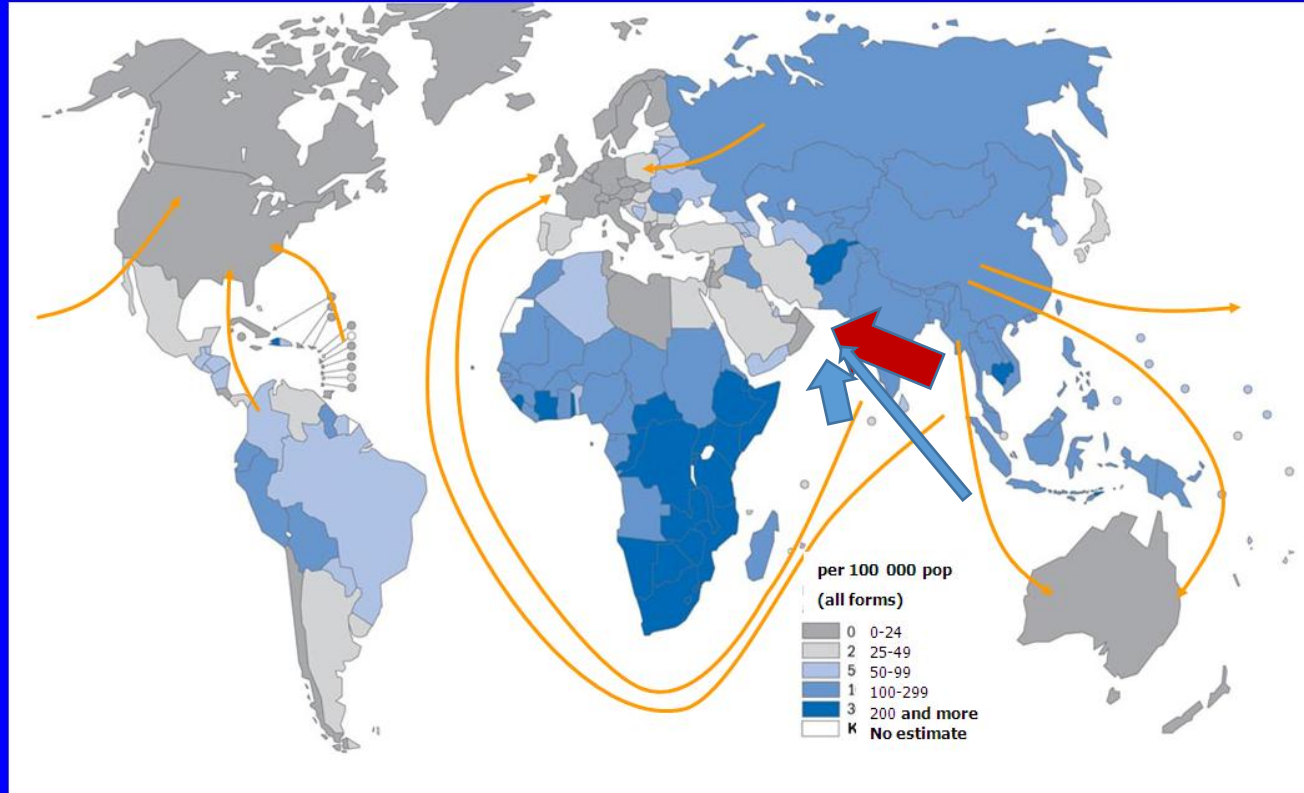 per 100 000 pop
(all forms)
0 0-24
2 25-49
5 50-99
1 100-299
3 200 and more
K No estimate